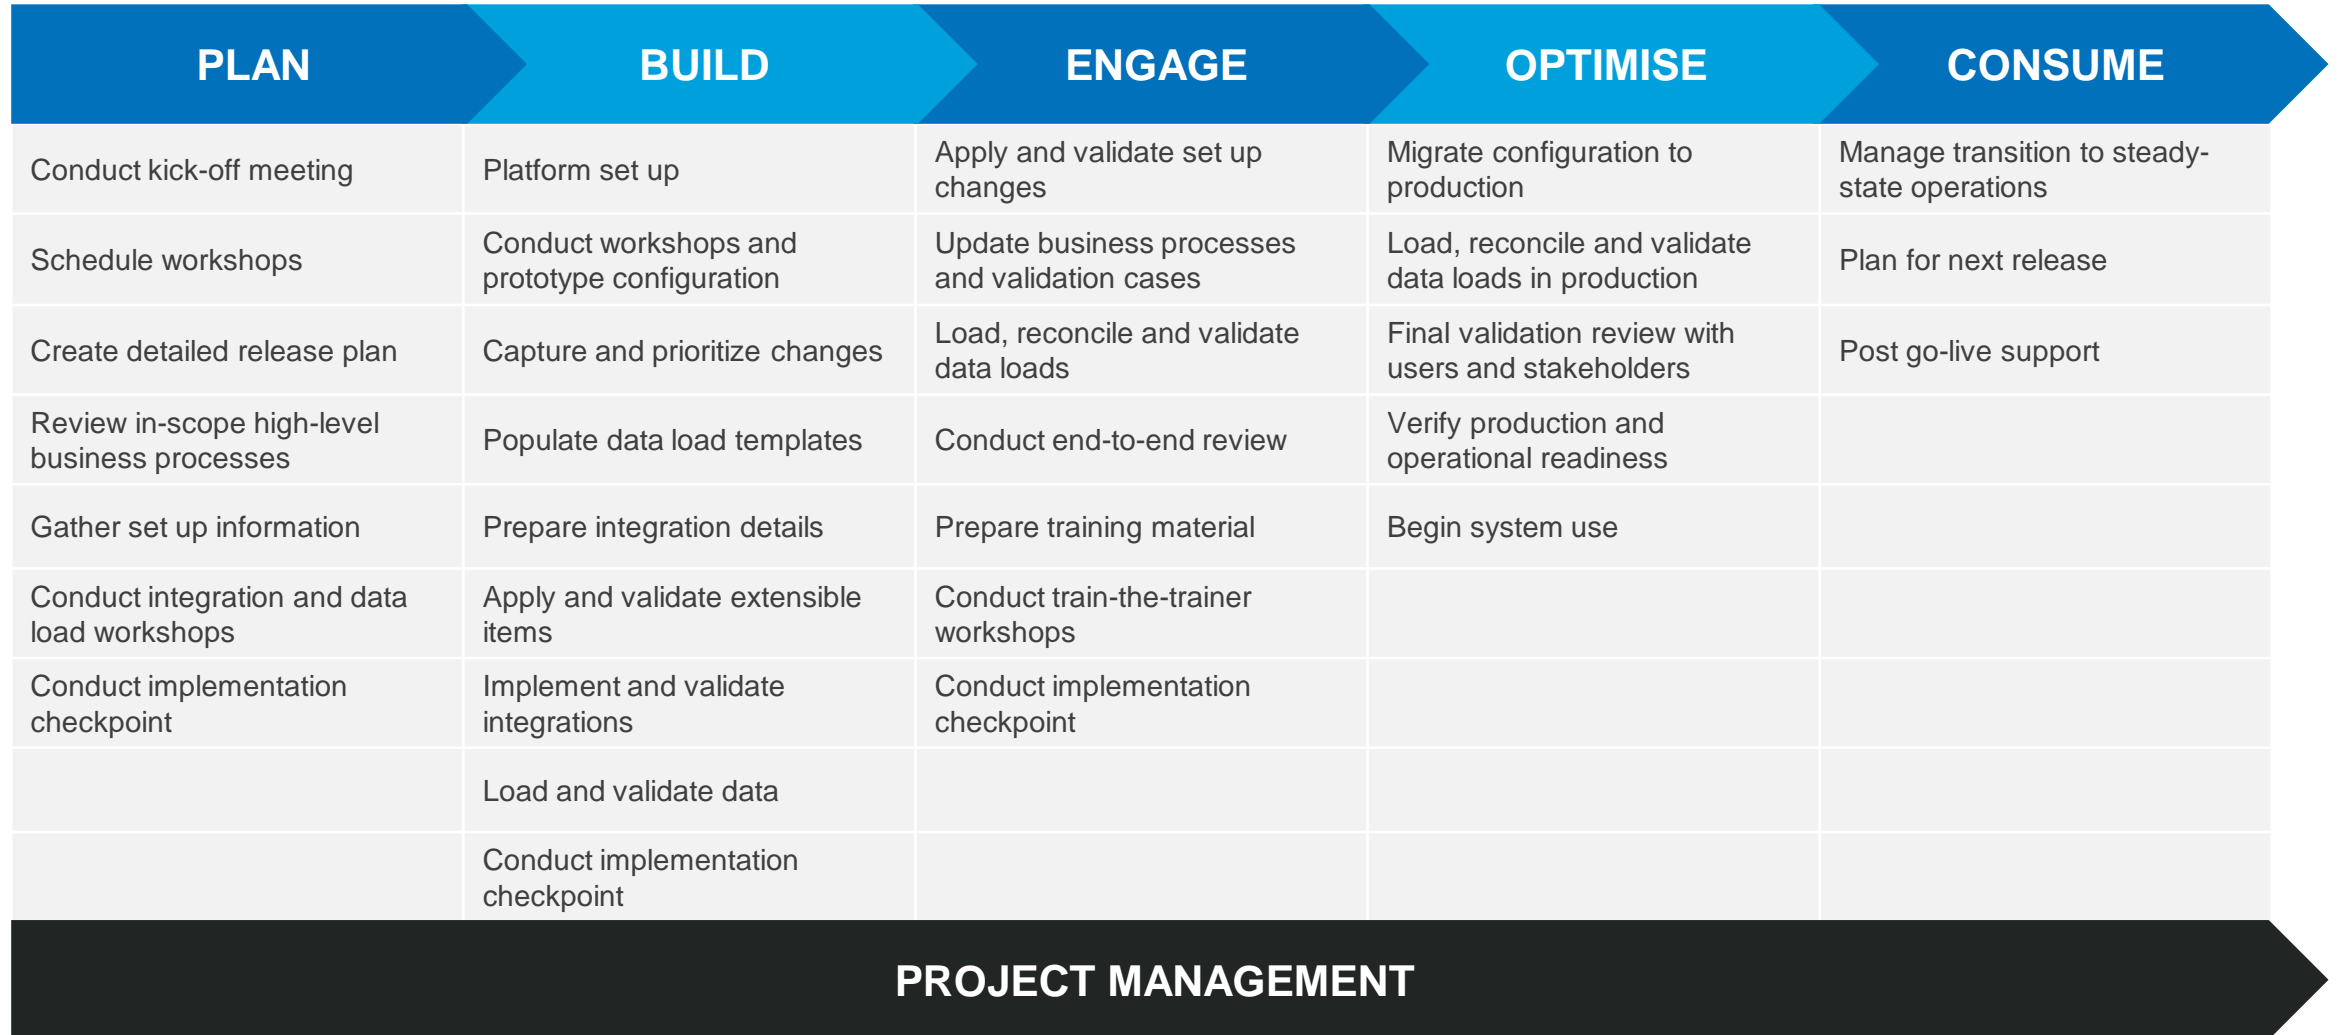 PLAN
BUILD
ENGAGE
OPTIMISE
CONSUME
Conduct kick-off meeting
Platform set up
Apply and validate set up
changes
Migrate configuration to
production
Manage transition to steady-
state operations
Schedule workshops
Conduct workshops and
prototype configuration
Update business processes
and validation cases
Load, reconcile and validate
data loads in production
Plan for next release
Create detailed release plan
Capture and prioritize changes
Load, reconcile and validate
data loads
Final validation review with
users and stakeholders
Post go-live support
Review in-scope high-level
business processes
Populate data load templates
Conduct end-to-end review
Verify production and
operational readiness
Gather set up information
Prepare integration details
Prepare training material
Begin system use
Conduct integration and data
load workshops
Apply and validate extensible
items
Conduct train-the-trainer
workshops
Conduct implementation
checkpoint
Implement and validate
integrations
Conduct implementation
checkpoint
Load and validate data
Conduct implementation
checkpoint
PROJECT MANAGEMENT